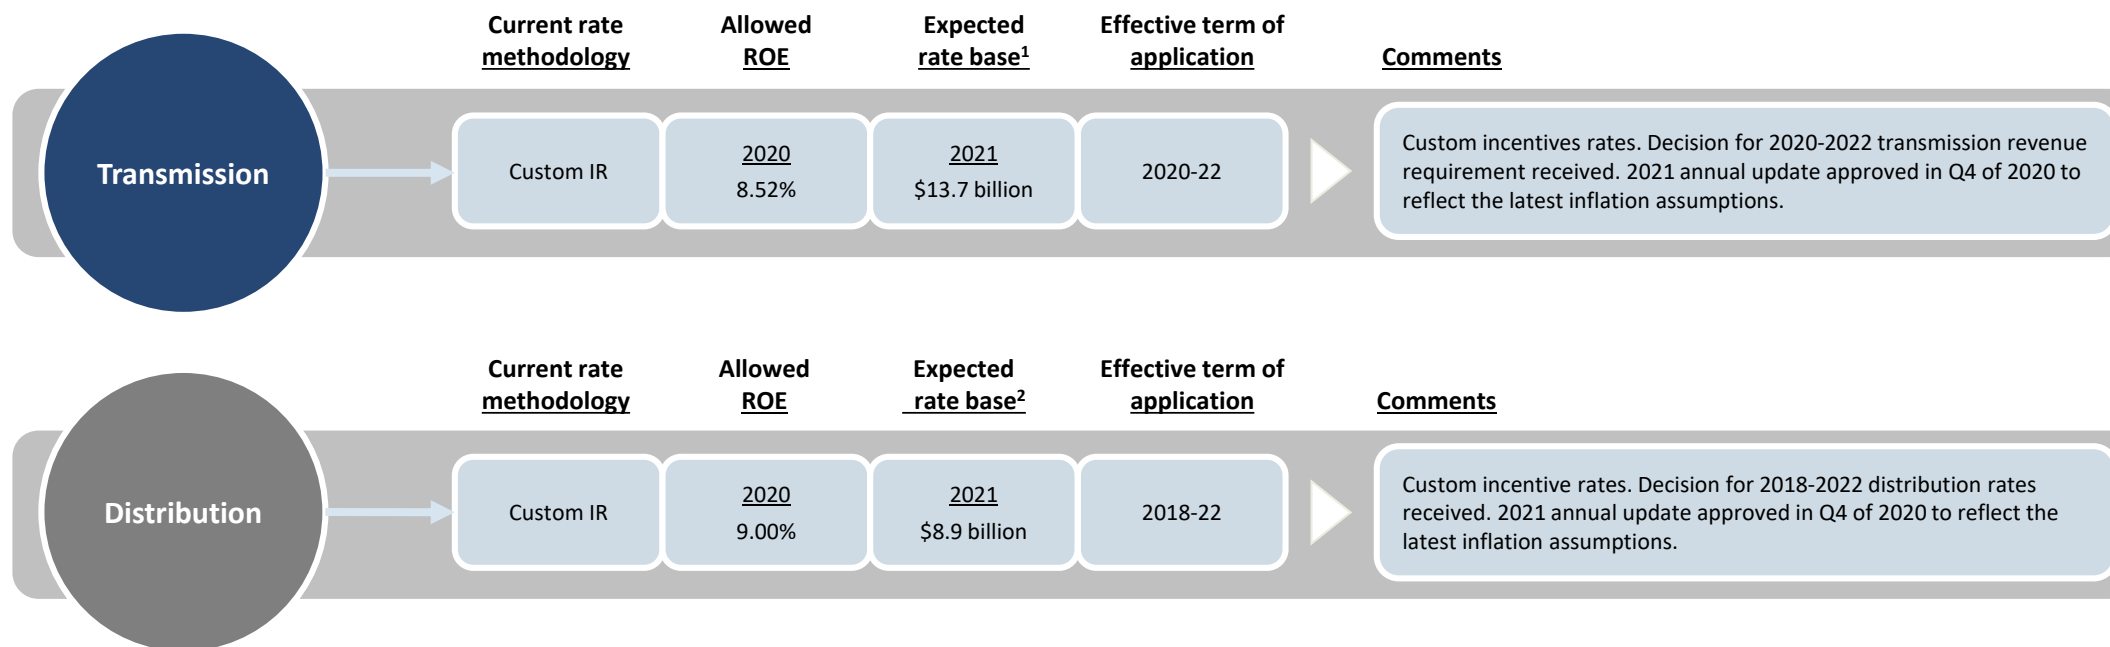 Current rate methodology
Allowed ROE
Expected rate base1
Effective term of application
Comments
Transmission
Custom IR
2020
8.52%
2021
$13.7 billion
2020-22
Custom incentives rates. Decision for 2020-2022 transmission revenue
requirement received. 2021 annual update approved in Q4 of 2020 to
reflect the latest inflation assumptions.
Current rate methodology
Allowed ROE
Expected rate base2
Effective term of application
Comments
Distribution
Custom IR
2020
9.00%
2021
$8.9 billion
2018-22
Custom incentive rates. Decision for 2018-2022 distribution rates
received. 2021 annual update approved in Q4 of 2020 to reflect the
latest inflation assumptions.